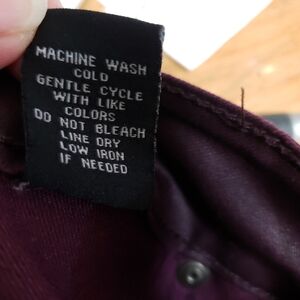 MACHINE WASH
COLD
GENTLE CYCLE
WITH LIKE
COLORS
DO NOT BLEACH
LINE DRY
LOW IRON
IF NEEDED